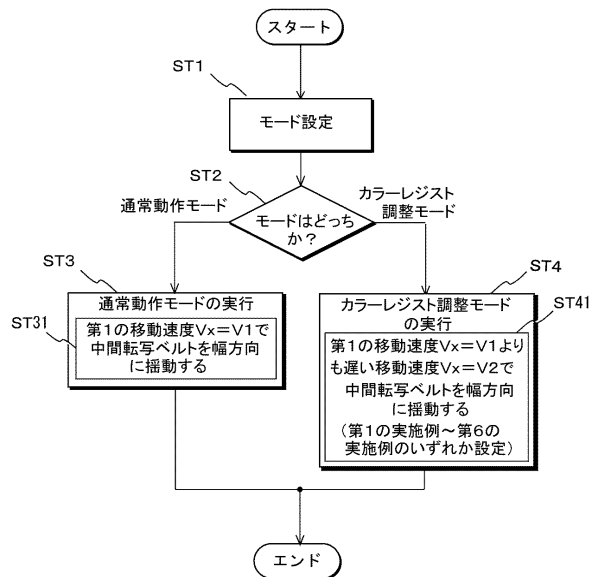 スタート
ST1
モード設定
ST2
通常動作モード
カラーレジスト
調整モード
モードはどっち
か？
ST3
通常動作モードの実行
ST31
第1の移動速度Vx＝V1で
中間転写ベルトを幅方向
に揺動する
ST4
カラーレジスト調整モード
の実行
ST41
第1の移動速度Vx＝V1より
も遅い移動速度Vx＝V2で
中間転写ベルトを幅方向
に揺動する
（第1の実施例～第6の
実施例のいずれか設定）
エンド